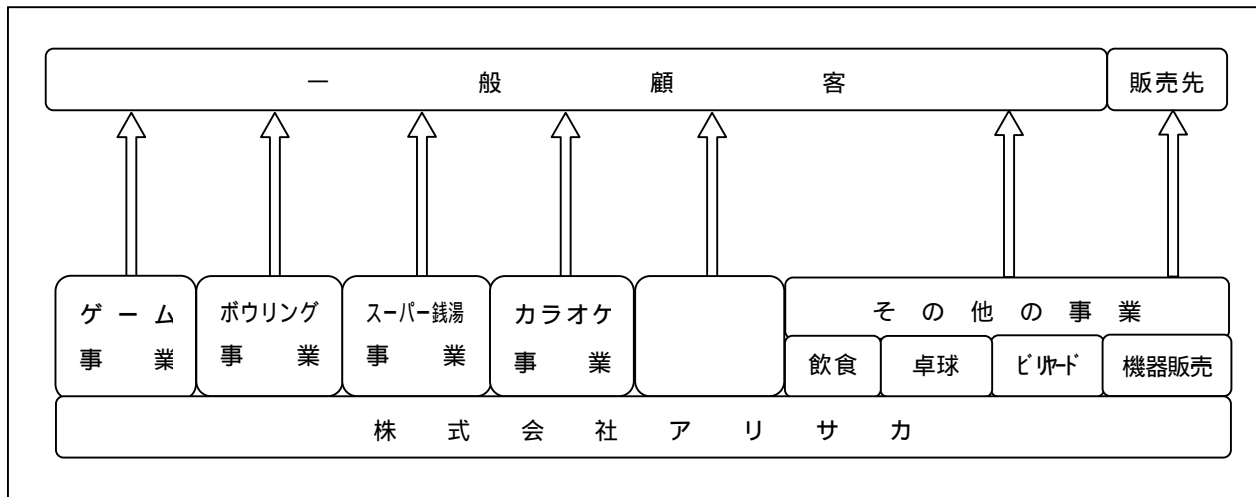 一般顧客
販売先
ゲーム
事業
ボウリング
事業
スーパー銭湯
事業
カラオケ
事業
その他の事業
飲食
卓球
ビリヤード
機器販売
株式会社アリサカ